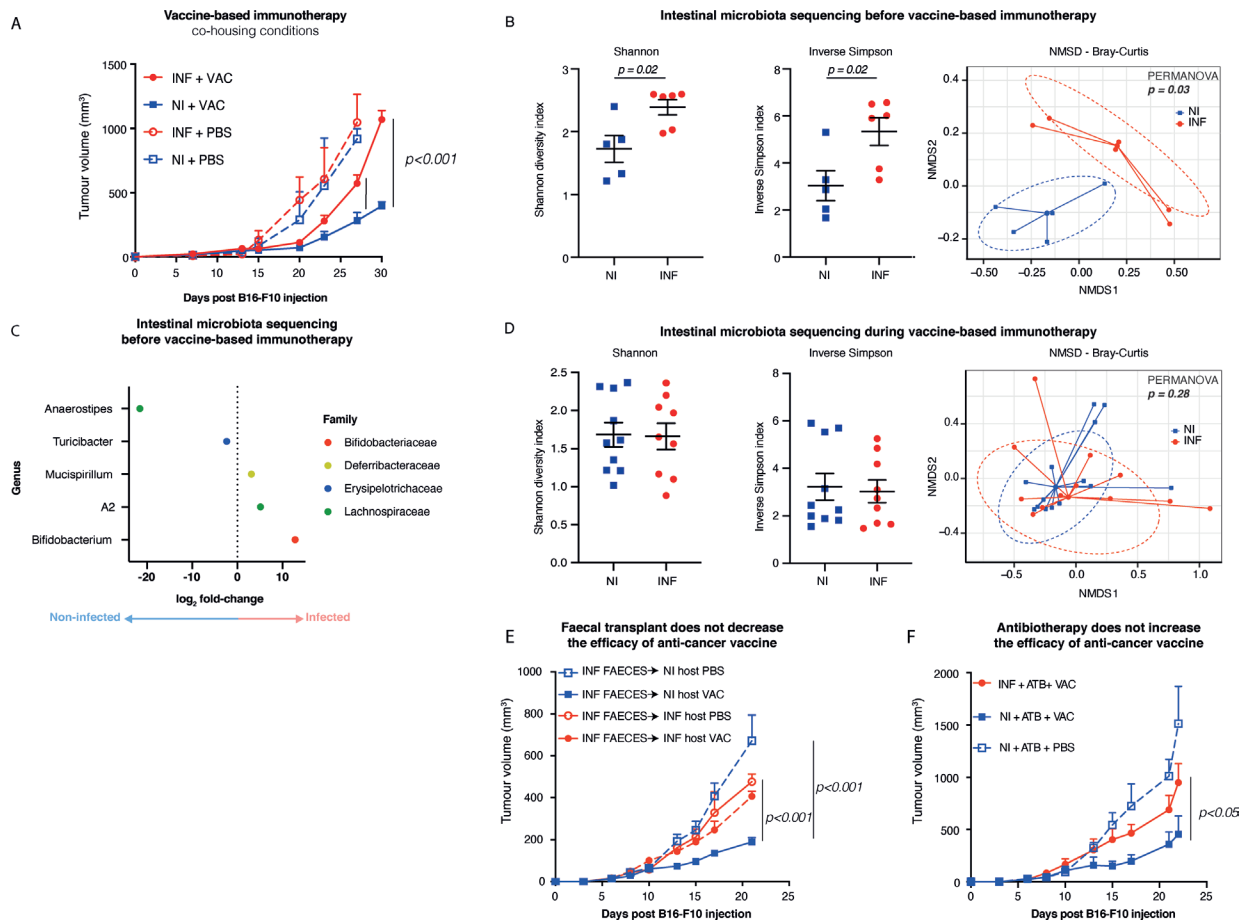 A
Vaccine-based immunotherapy
co-housing conditions
INF + VAC
NI + VAC
INF + PBS
NI + PBS
p<0.001
Tumour volume (mm³)
1500
1000
500
0
0 5 10 15 20 25 30
Days post B16-F10 injection
B
Intestinal microbiota sequencing before vaccine-based immunotherapy
Shannon
p = 0.02
Shannon diversity index
3
2
1
0
NI INF
Inverse Simpson
p = 0.02
Inverse Simpson index
8
6
4
2
0
NI INF
NMSD - Bray-Curtis
PERMANOVA
p = 0.03
NI
INF
NMDS2
0.4
0.2
0.0
−0.2
−0.50 −0.25 0.00 0.25 0.50
NMDS1
C
Intestinal microbiota sequencing
before vaccine-based immunotherapy
Genus
Anaerostipes
Turicibacter
Mucispirillum
A2
Bifidobacterium
-20 -10 0 10
log₂ fold-change
Non-infected
Infected
Family
Bifidobacteriaceae
Deferribacteraceae
Erysipelotrichaceae
Lachnospiraceae
D
Intestinal microbiota sequencing during vaccine-based immunotherapy
Shannon
Shannon diversity index
2.5
2.0
1.5
1.0
0.5
0.0
NI INF
Inverse Simpson
Inverse Simpson index
8
6
4
2
0
NI INF
NMSD - Bray-Curtis
PERMANOVA
p = 0.28
NI
INF
NMDS2
0.4
0.0
−0.4
−0.5 0.0 0.5 1.0
NMDS1
E
Faecal transplant does not decrease
the efficacy of anti-cancer vaccine
INF FAECES→ NI host PBS
INF FAECES→ NI host VAC
INF FAECES→ INF host PBS
INF FAECES→ INF host VAC
p<0.001
p<0.001
Tumour volume (mm³)
1000
800
600
400
200
0
0 5 10 15 20 25
Days post B16-F10 injection
F
Antibiotherapy does not increase
the efficacy of anti-cancer vaccine
INF + ATB+ VAC
NI + ATB + VAC
NI + ATB + PBS
p<0.05
Tumour volume (mm³)
2000
1500
1000
500
0
0 5 10 15 20 25
Days post B16-F10 injection